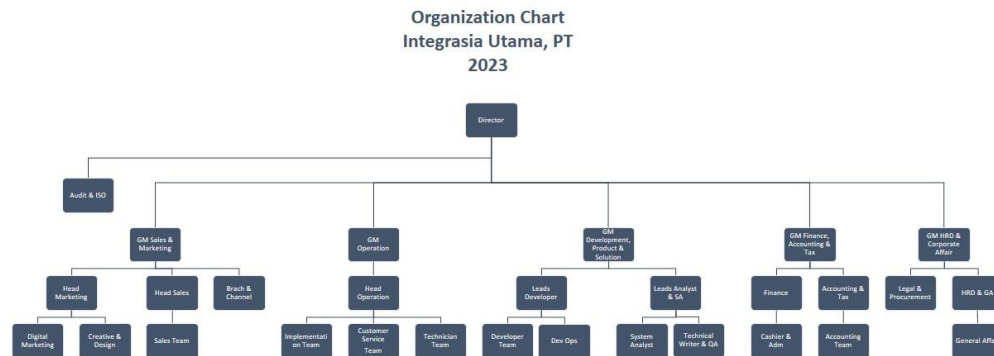 Organization Chart
Integrasia Utama, PT
2023
Director
Audit & ISO
GM Sales &
Marketing
GM
Operation
GM
Development,
Product &
Solution
GM Finance,
Accounting &
Tax
GM HRD &
Corporate
Affair
Head
Marketing
Head Sales
Brach &
Channel
Head
Operation
Leads
Developer
Leads Analyst
& SA
Finance
Accounting &
Tax
Legal &
Procurement
HRD & GA
Digital
Marketing
Creative &
Design
Sales Team
Implementati
on Team
Customer
Service
Team
Technician
Team
Developer
Team
Dev Ops
System
Analyst
Technical
Writer & QA
Cashier &
Adm
Accounting
Team
General Affa